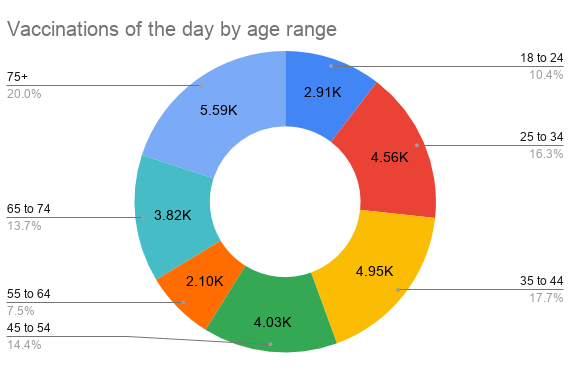 Vaccinations of the day by age range
18 to 24
10.4%
2.91K
25 to 34
16.3%
4.56K
35 to 44
17.7%
4.95K
45 to 54
14.4%
4.03K
55 to 64
7.5%
2.10K
65 to 74
13.7%
3.82K
75+
20.0%
5.59K